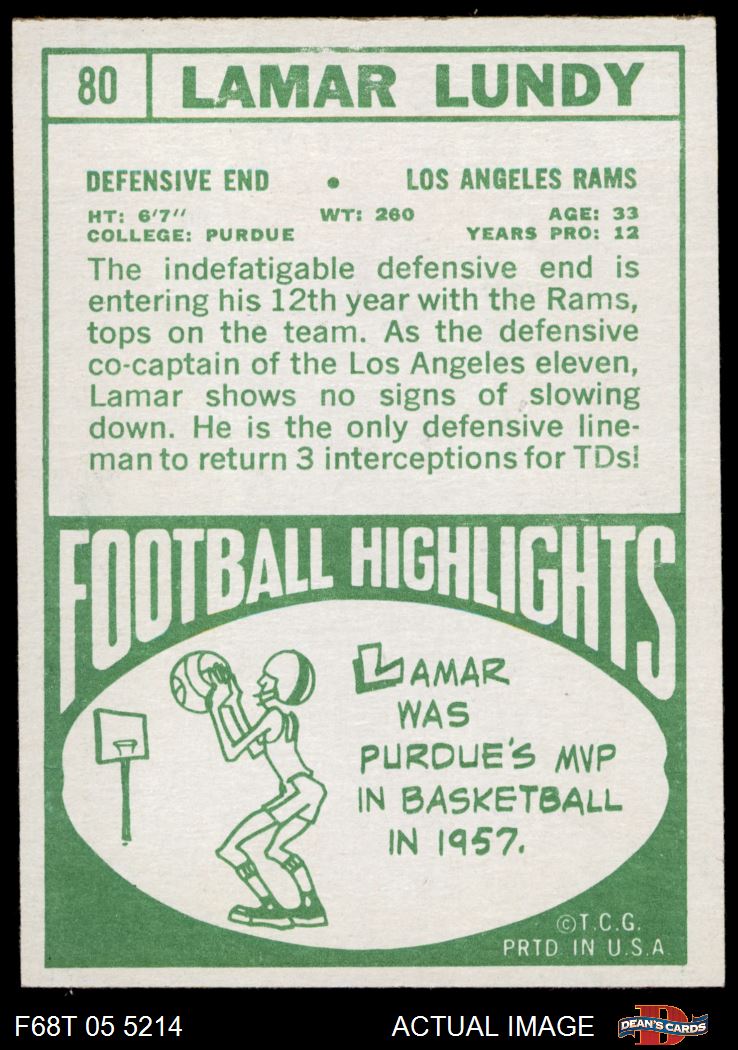 80 LAMAR LUNDY
DEFENSIVE END • LOS ANGELES RAMS
HT: 6'7" WT: 260 AGE: 33
COLLEGE: PURDUE YEARS PRO: 12
The indefatigable defensive end is
entering his 12th year with the Rams,
tops on the team. As the defensive
co-captain of the Los Angeles eleven,
Lamar shows no signs of slowing
down. He is the only defensive line-
man to return 3 interceptions for TDs!
FOOTBALL HIGHLIGHTS
LAMAR
WAS
PURDUE'S MVP
IN BASKETBALL
IN 1957.
©T.C.G.
PRTD. IN U.S.A.
F68T 05 5214 ACTUAL IMAGE D DEAN'S CARDS